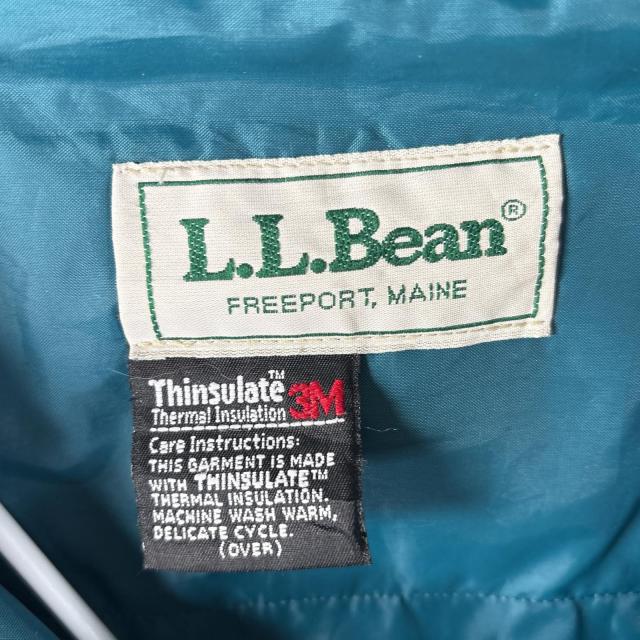 L.L.Bean®
FREEPORT, MAINE
Thinsulate™ 3M
Thermal Insulation
Care Instructions:
THIS GARMENT IS MADE
WITH THINSULATE™
THERMAL INSULATION.
MACHINE WASH WARM,
DELICATE CYCLE.
(OVER)